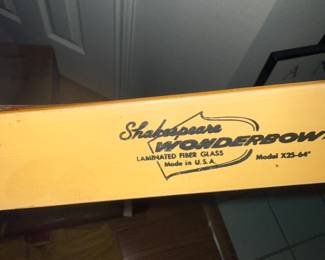 Shakespeare
WONDERBOW
LAMINATED FIBER GLASS Model X25-64"
Made in U.S.A.